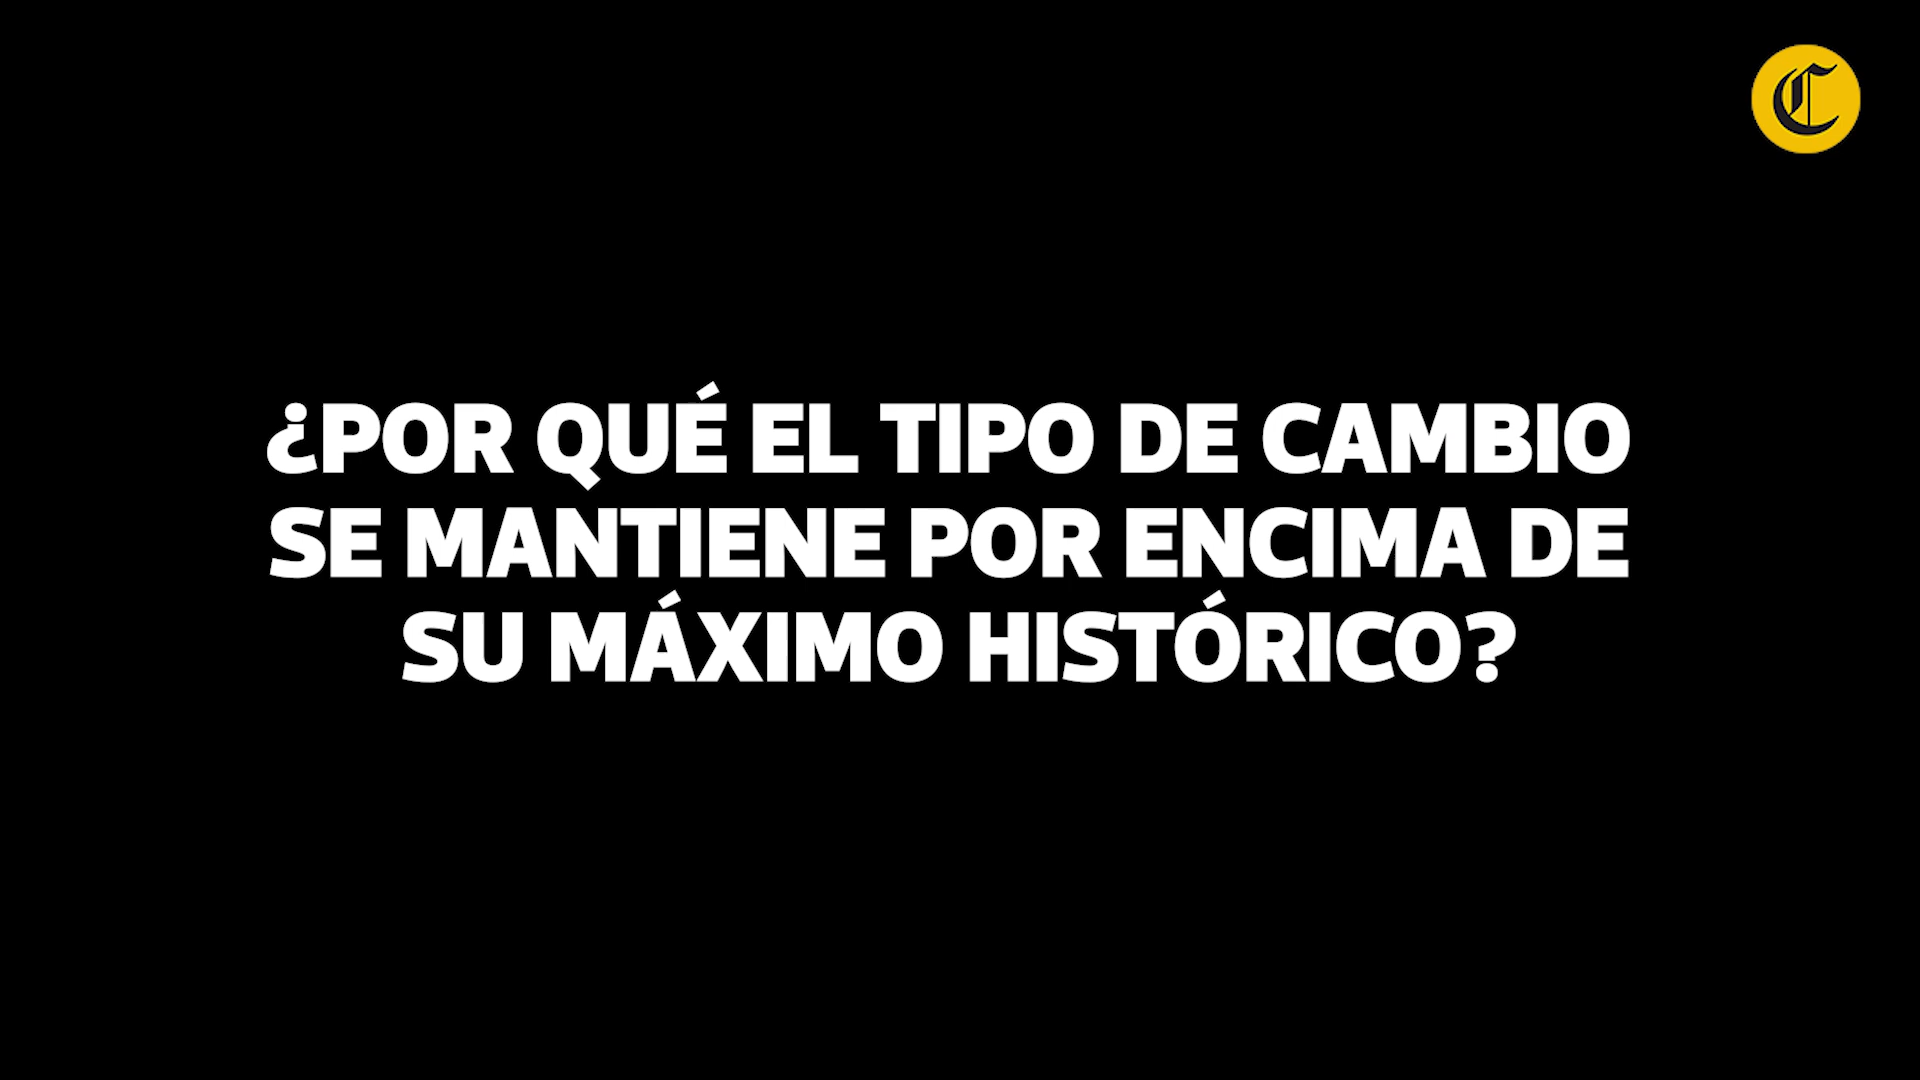 C
¿POR QUÉ EL TIPO DE CAMBIO
SE MANTIENE POR ENCIMA DE
SU MÁXIMO HISTÓRICO?